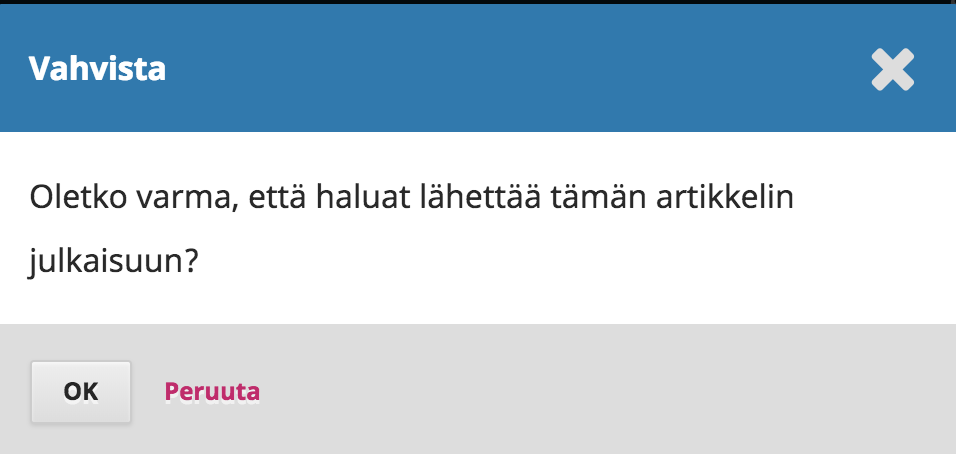 Vahvista
Oletko varma, että haluat lähettää tämän artikkelin
julkaisuun?
OK Peruuta